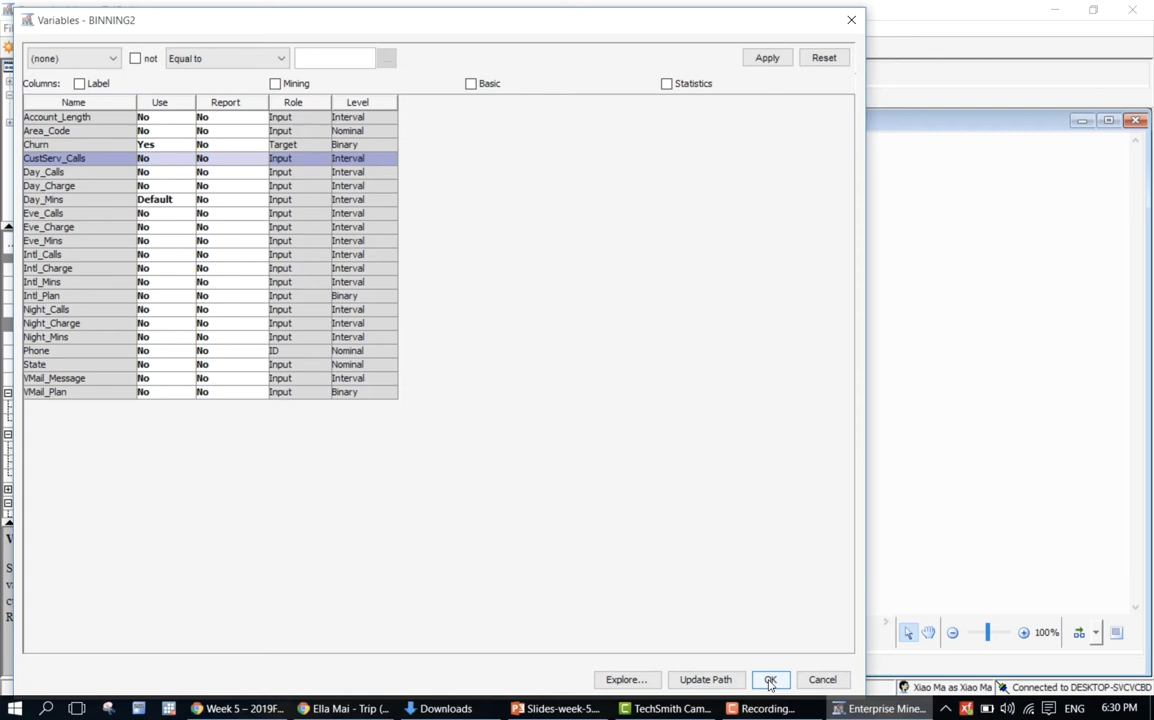 Variables - BINNING2
(none) not Equal to ... Apply Reset
Columns: Label Mining Basic Statistics
Name Use Report Role Level
Account_Length No No Input Interval
Area_Code No No Input Nominal
Churn Yes No Target Binary
CustServ_Calls No No Input Interval
Day_Calls No No Input Interval
Day_Charge No No Input Interval
Day_Mins Default No Input Interval
Eve_Calls No No Input Interval
Eve_Charge No No Input Interval
Eve_Mins No No Input Interval
Intl_Calls No No Input Interval
Intl_Charge No No Input Interval
Intl_Mins No No Input Interval
Intl_Plan No No Input Binary
Night_Calls No No Input Interval
Night_Charge No No Input Interval
Night_Mins No No Input Interval
Phone No No ID Nominal
State No No Input Nominal
VMail_Message No No Input Interval
VMail_Plan No No Input Binary
100%
Explore... Update Path OK Cancel
Xiao Ma as Xiao Ma Connected to DESKTOP-SVCVCBD
Week 5 – 2019F... Ella Mai - Trip (... Downloads Slides-week-5.... TechSmith Cam... Recording... Enterprise Mine... ENG 6:30 PM